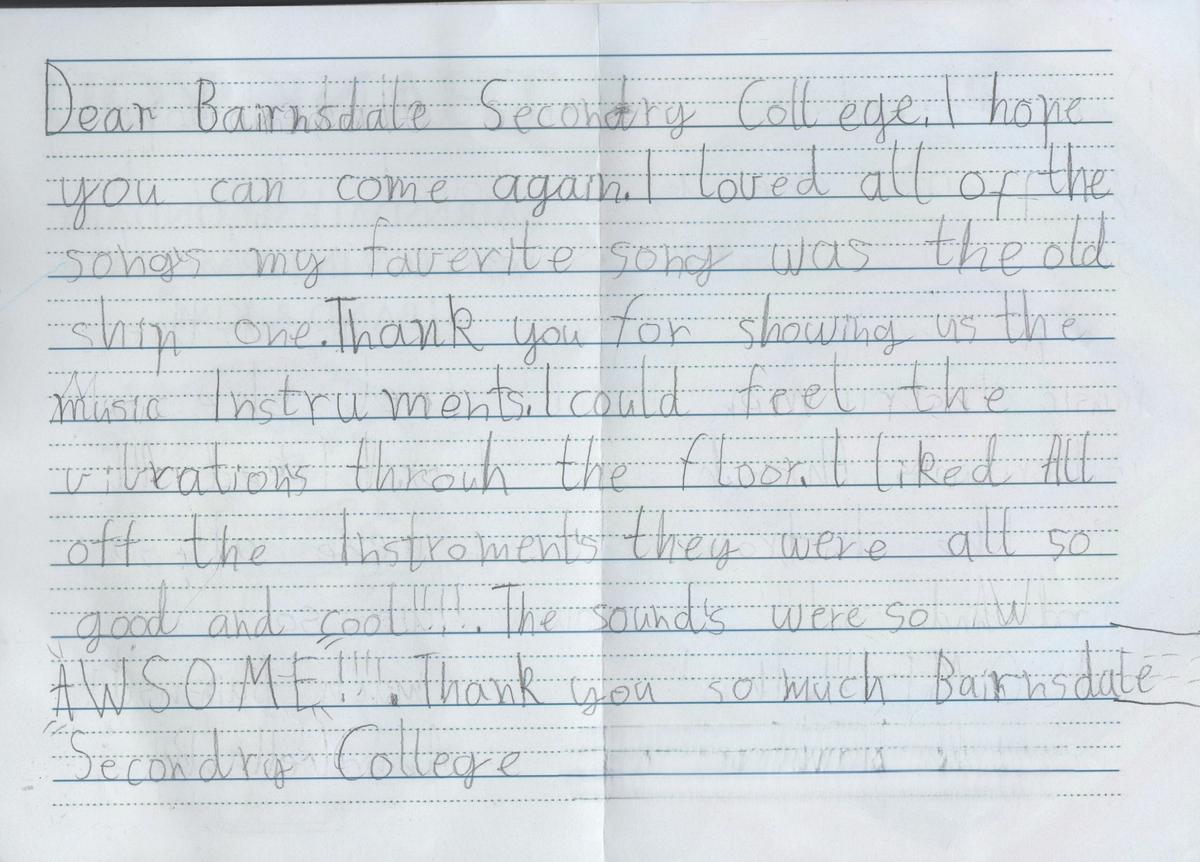 Dear Bairnsdale Secondry College. I hope
you can come again. I loved all of the
song's my faverite song was the old
ship one. Thank you for showing us the
Music Instruments. I could feel the
vibrations throuh the floor. I liked All
off the Instroment's they were all so
good and cool!!!!. The sound's were so AW
AWSOME!!!. Thank you so much Bairnsdale
Secondry College